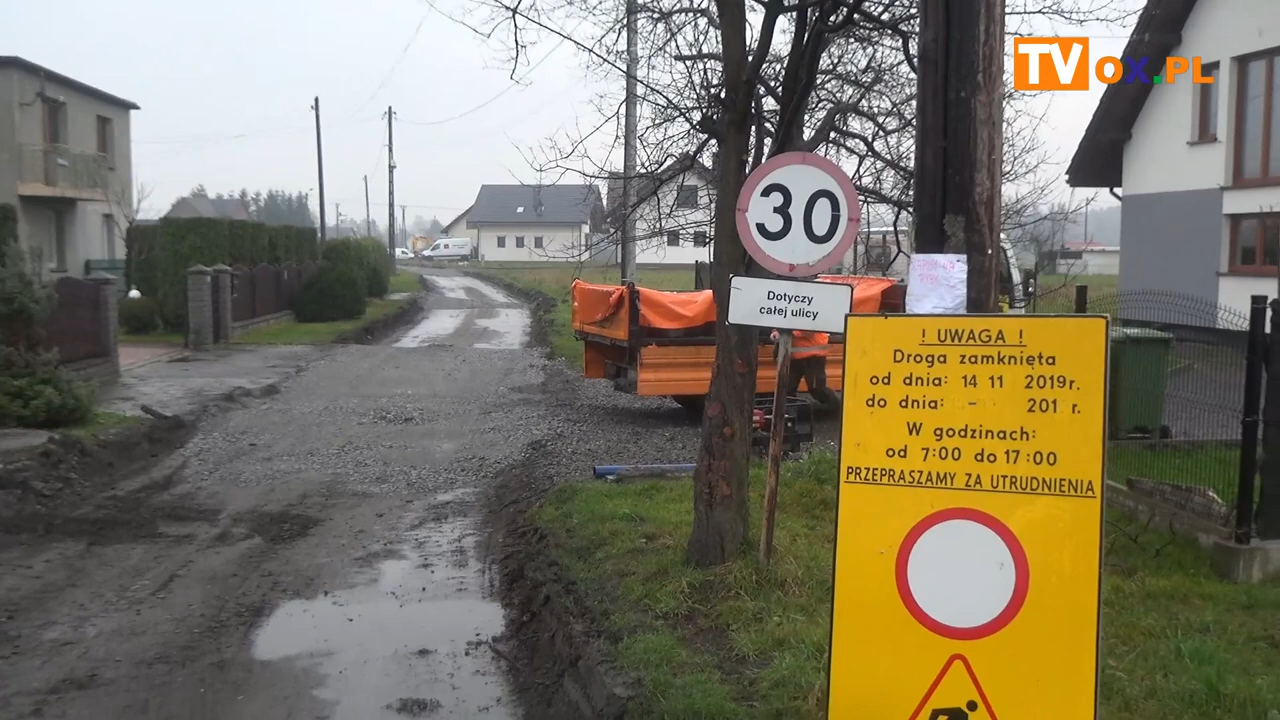 TVox.PL
30
Dotyczy
całej ulicy
! UWAGA !
Droga zamknięta
od dnia: 14 11 2019r.
do dnia: 201 r.
W godzinach:
od 7:00 do 17:00
PRZEPRASZAMY ZA UTRUDNIENIA